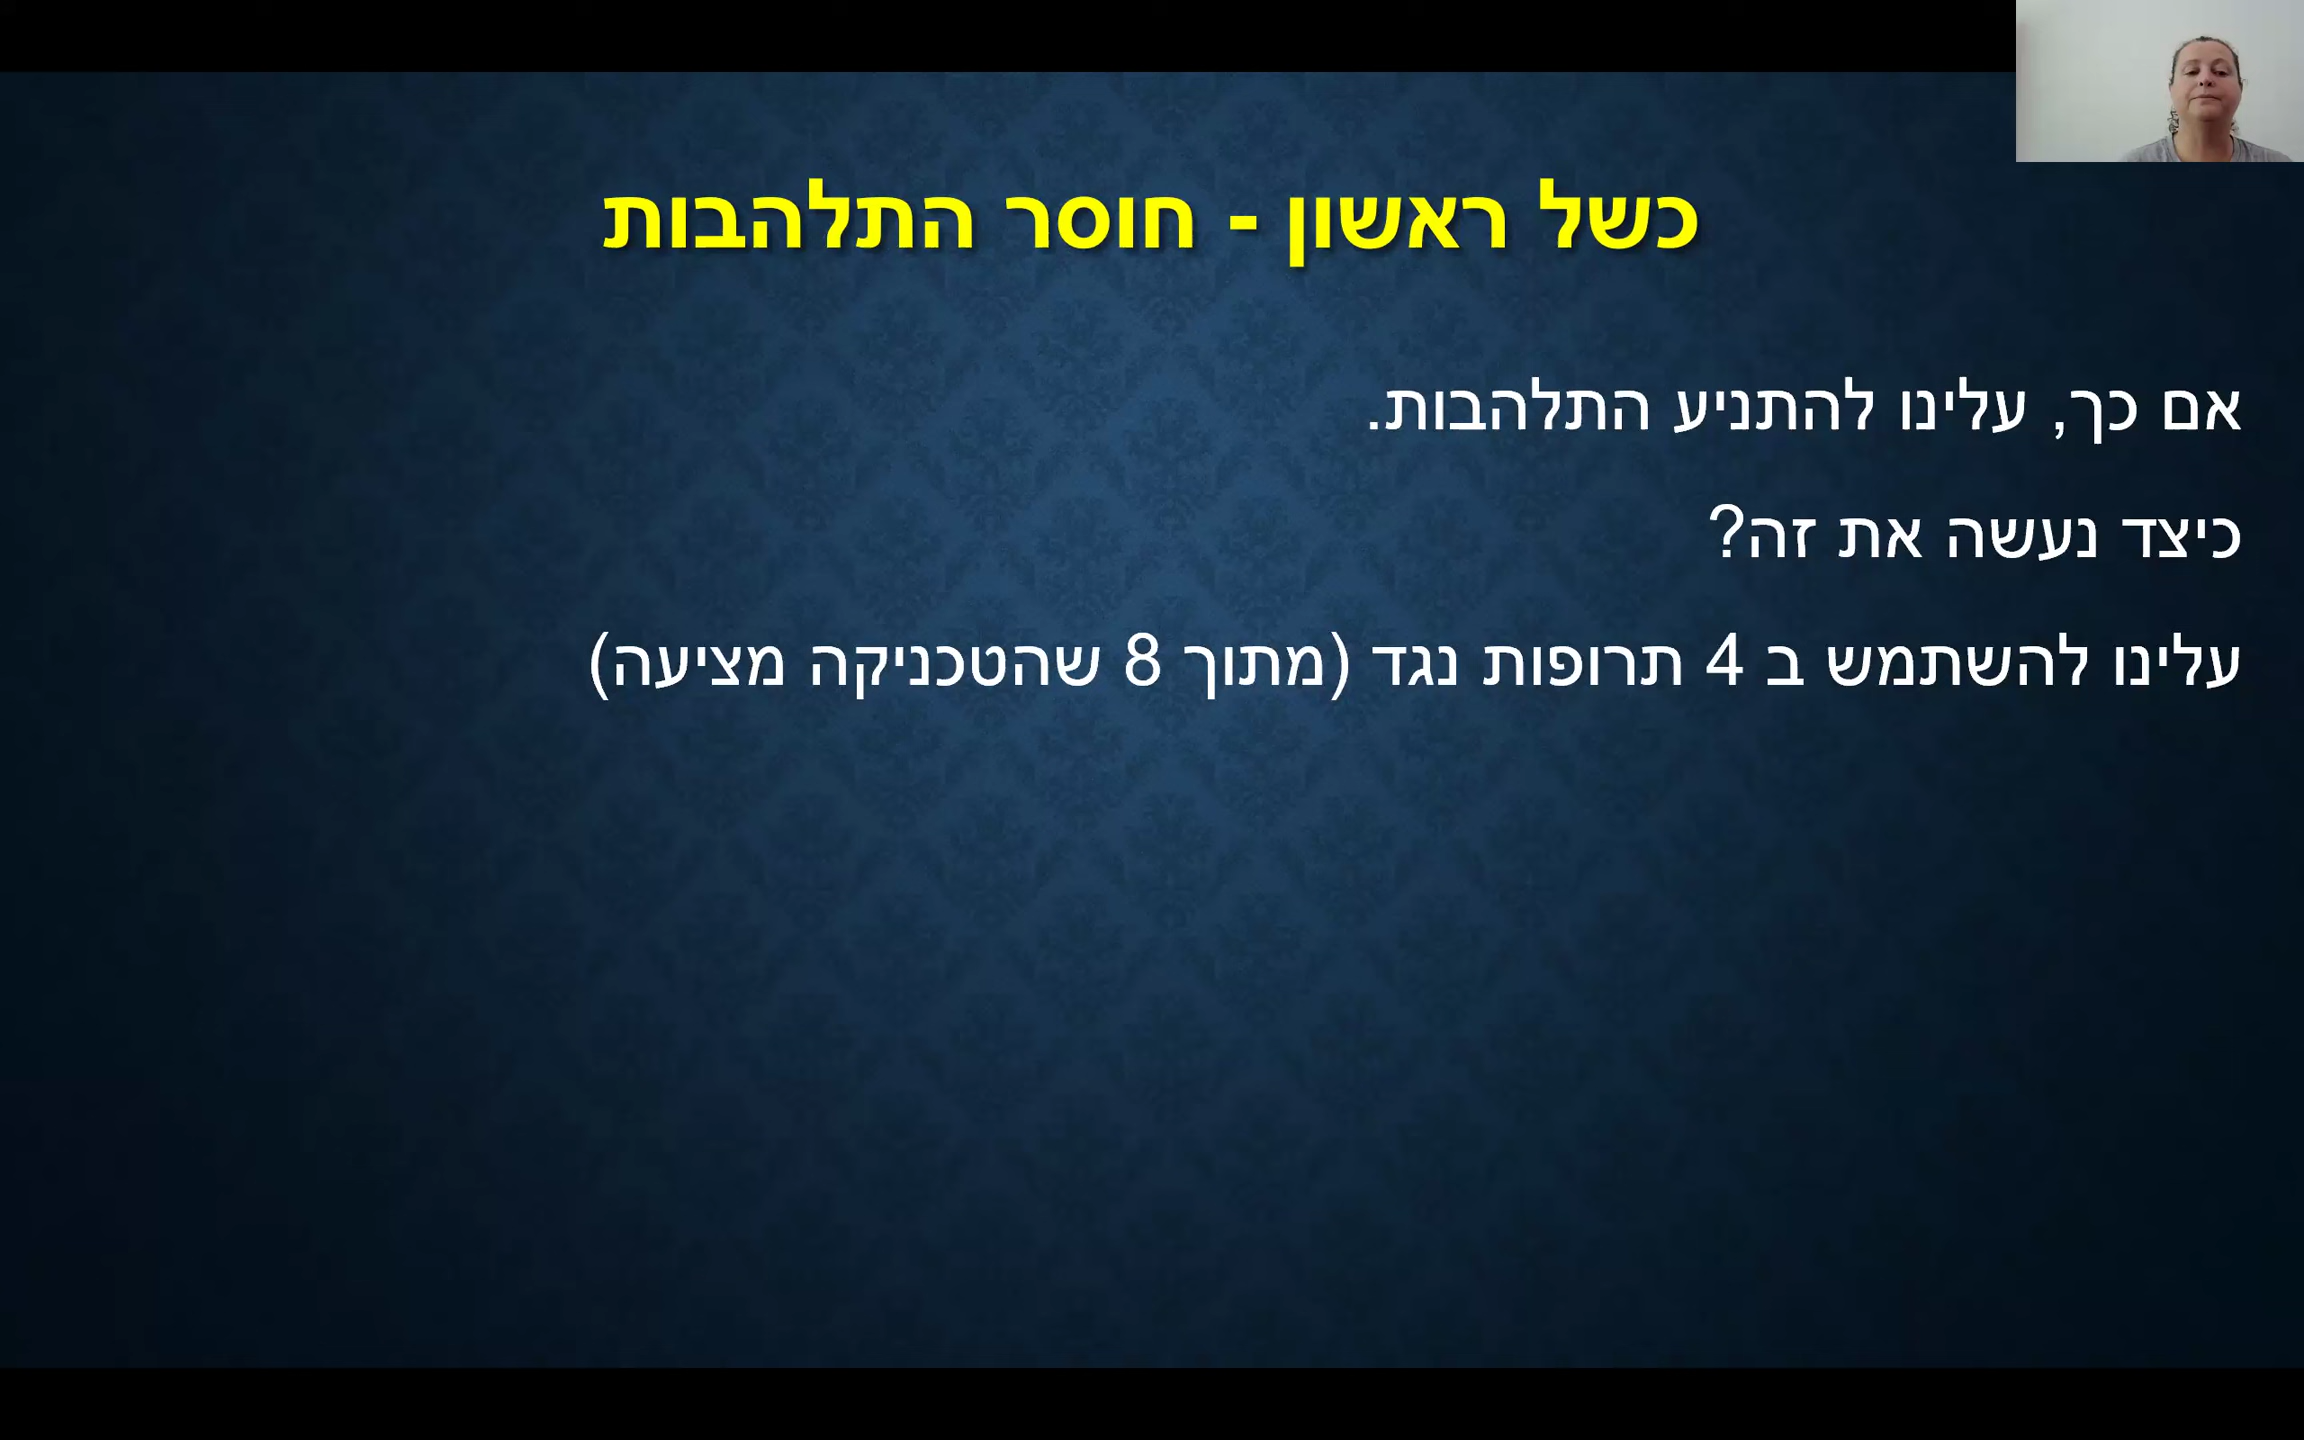 כשל ראשון - חוסר התלהבות
אם כך, עלינו להתניע התלהבות.
כיצד נעשה את זה?
עלינו להשתמש ב 4 תרופות נגד (מתוך 8 שהטכניקה מציעה)